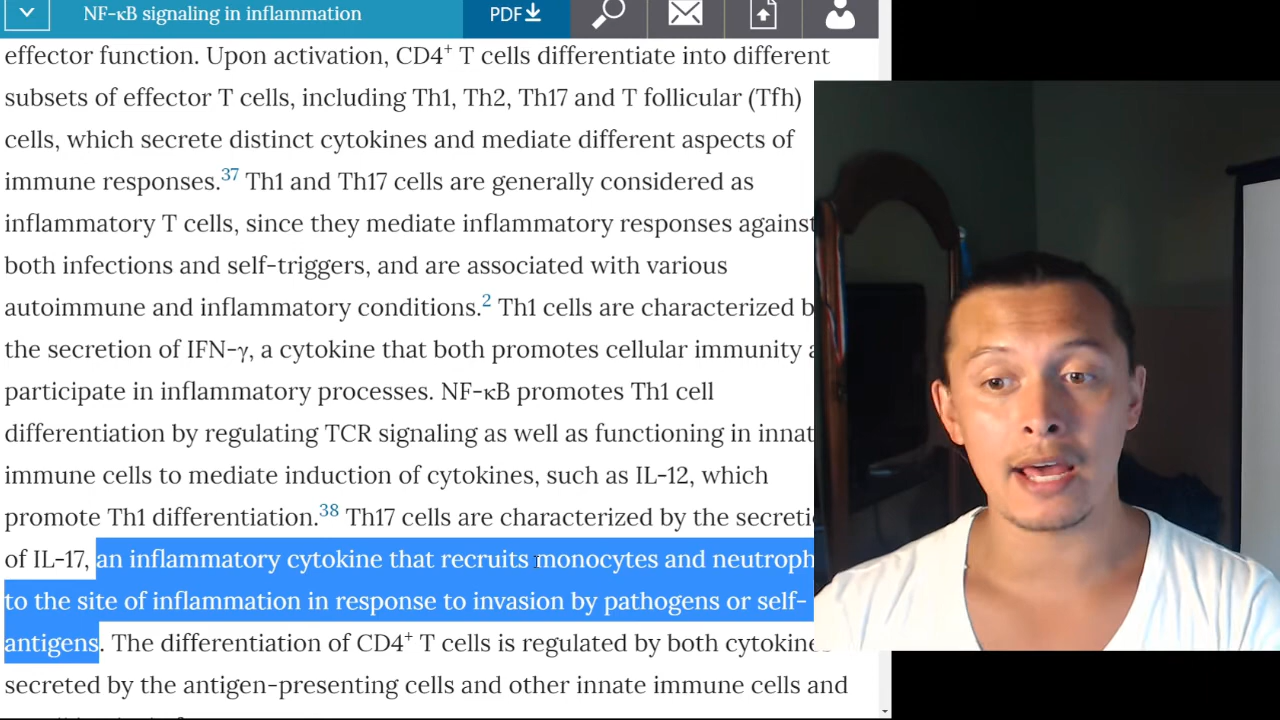 NF-κB signaling in inflammation PDF
effector function. Upon activation, CD4⁺ T cells differentiate into different
subsets of effector T cells, including Th1, Th2, Th17 and T follicular (Tfh)
cells, which secrete distinct cytokines and mediate different aspects of
immune responses.³⁷ Th1 and Th17 cells are generally considered as
inflammatory T cells, since they mediate inflammatory responses against
both infections and self-triggers, and are associated with various
autoimmune and inflammatory conditions.² Th1 cells are characterized
the secretion of IFN-γ, a cytokine that both promotes cellular immunity
participate in inflammatory processes. NF-κB promotes Th1 cell
differentiation by regulating TCR signaling as well as functioning in
immune cells to mediate induction of cytokines, such as IL-12, which
promote Th1 differentiation.³⁸ Th17 cells are characterized by the
of IL-17, an inflammatory cytokine that recruits monocytes and
to the site of inflammation in response to invasion by pathogens or self-
antigens. The differentiation of CD4⁺ T cells is regulated by both
secreted by the antigen-presenting cells and other innate immune cells and